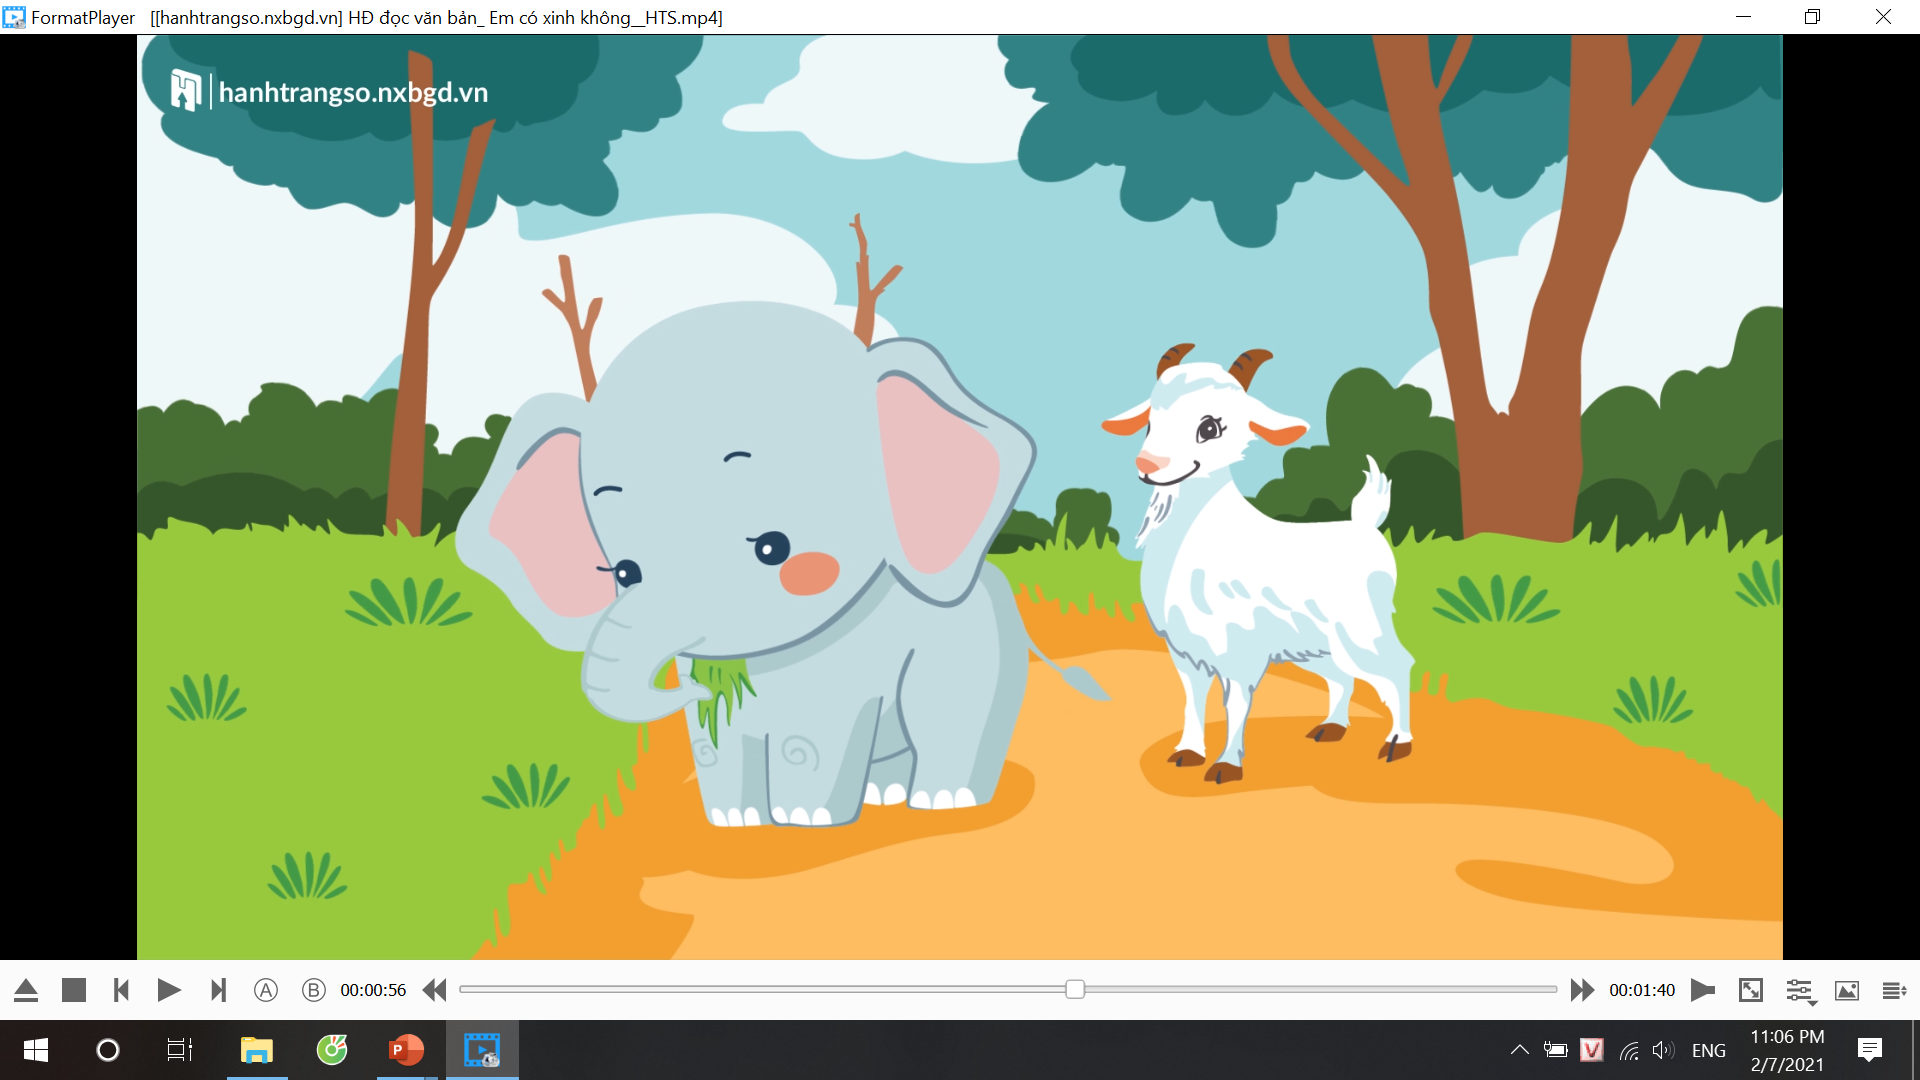 FormatPlayer [[hanhtrangso.nxbgd.vn] HĐ đọc văn bản_ Em có xinh không__HTS.mp4]
hanhtrangso.nxbgd.vn
A B 00:00:56 00:01:40
P V ENG 11:06 PM
2/7/2021